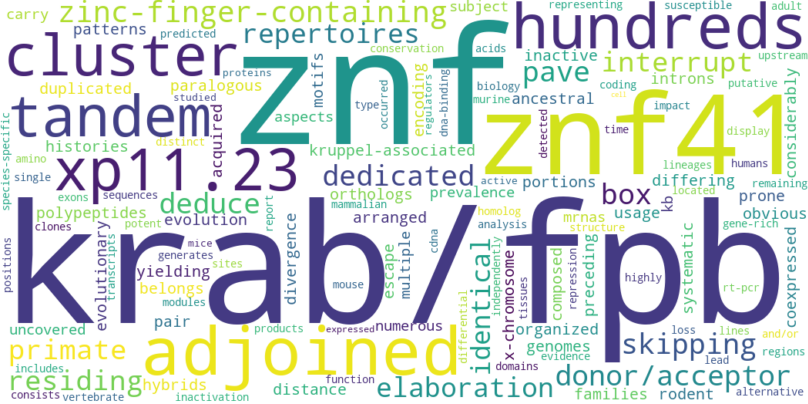 carry zinc-finger-containing subject representing susceptible adult
patterns repertoires conservation acids predicted inactive hundreds upstream
cluster znf motifs encoding regulators interrupt
duplicated proteins paralogous pave introns coding putative
studied type occurred dna-binding biology murine ancestral impact considerably
tandem aspects znf41 cell
species-specific distinct histories acquired kruppel-associated detected time display
amino xp11.23 dedicated orthologs prevalence active portions differing lineages humans
single exons sequences deduce mammalian box usage kb located remaining prone
polypeptides potent report evolution arranged homolog analysis mrnas systematic obvious
clones transcripts mice generates divergence multiple escape cdna structure independently x-chromosome composed repression preceding gene-rich coexpressed
positions evolutionary yielding sites mouse identical tissues highly rt-pcr
krab/fpb
belongs modules
uncovered pair products expressed numerous differential organized loss lines and/or
primate adjoined domains genomes evidence skipping lead regions
residing hybrids distance function elaboration donor/acceptor
includes consists vertebrate inactivation families rodent alternative